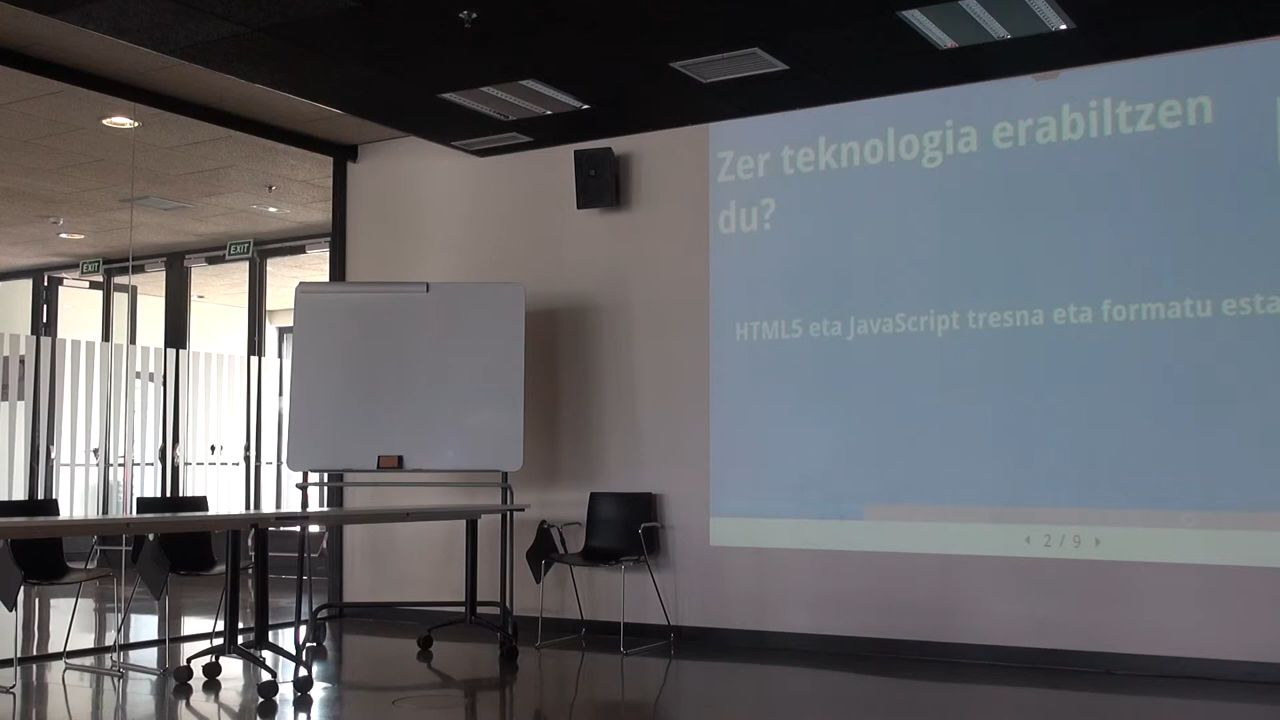 Zer teknologia erabiltzen
du?
HTML5 eta JavaScript tresna eta formatu esta
2 / 9
EXIT
EXIT